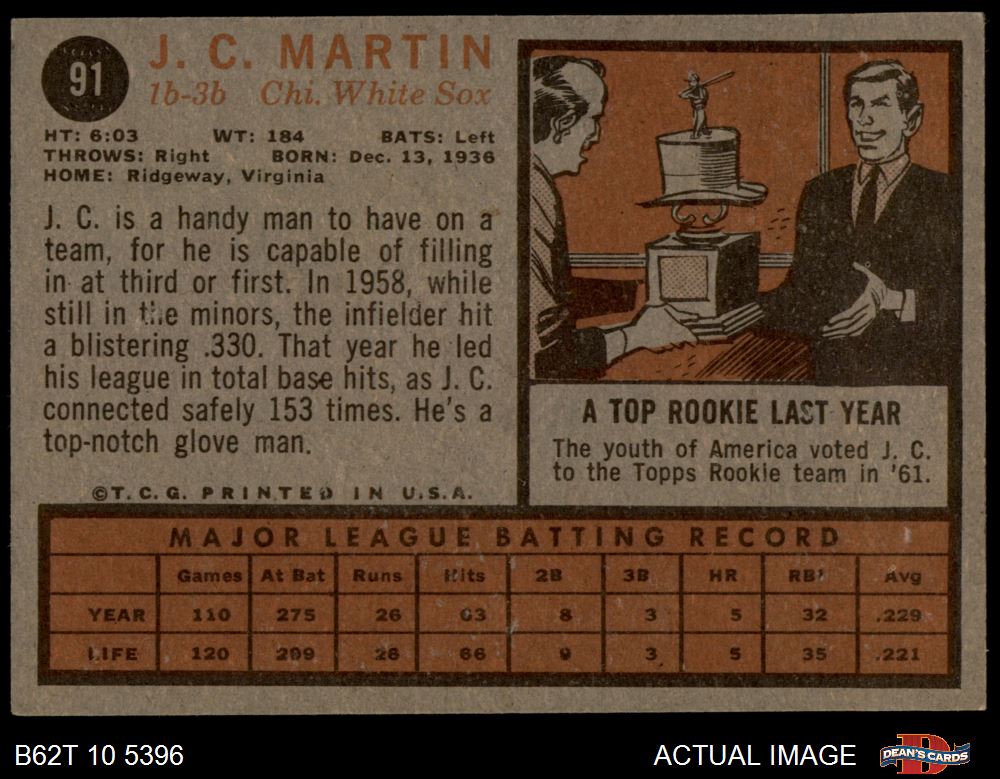 91
J. C. MARTIN
1b-3b Chi. White Sox
HT: 6:03 WT: 184 BATS: Left
THROWS: Right BORN: Dec. 13, 1936
HOME: Ridgeway, Virginia
J. C. is a handy man to have on a
team, for he is capable of filling
in at third or first. In 1958, while
still in the minors, the infielder hit
a blistering .330. That year he led
his league in total base hits, as J. C.
connected safely 153 times. He's a
top-notch glove man.
©T.C.G. PRINTED IN U.S.A.
A TOP ROOKIE LAST YEAR
The youth of America voted J. C.
to the Topps Rookie team in '61.
MAJOR LEAGUE BATTING RECORD
Games At Bat Runs Hits 2B 3B HR RBI Avg
YEAR 110 275 26 63 8 3 5 32 .229
LIFE 120 299 28 66 9 3 5 35 .221
B62T 10 5396
ACTUAL IMAGE
D
DEAN'S CARDS